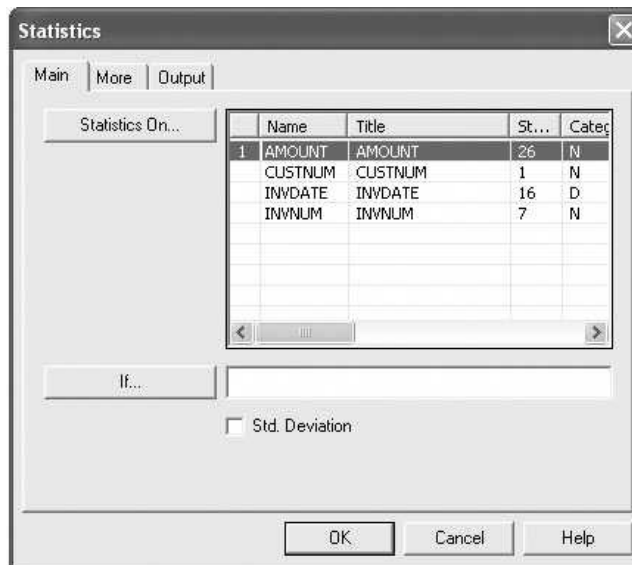 Statistics
Main More Output
Statistics On...
Name Title St... Categ
1 AMOUNT AMOUNT 26 N
CUSTNUM CUSTNUM 1 N
INVDATE INVDATE 16 D
INVNUM INVNUM 7 N
If...
Std. Deviation
OK Cancel Help